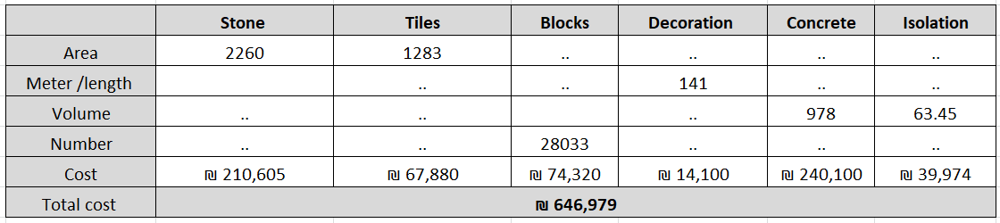 Stone Tiles Blocks Decoration Concrete Isolation
Area 2260 1283 .. .. .. ..
Meter /length .. .. 141 .. ..
Volume .. .. .. 978 63.45
Number .. .. 28033 .. .. ..
Cost ₪ 210,605 ₪ 67,880 ₪ 74,320 ₪ 14,100 ₪ 240,100 ₪ 39,974
Total cost ₪ 646,979